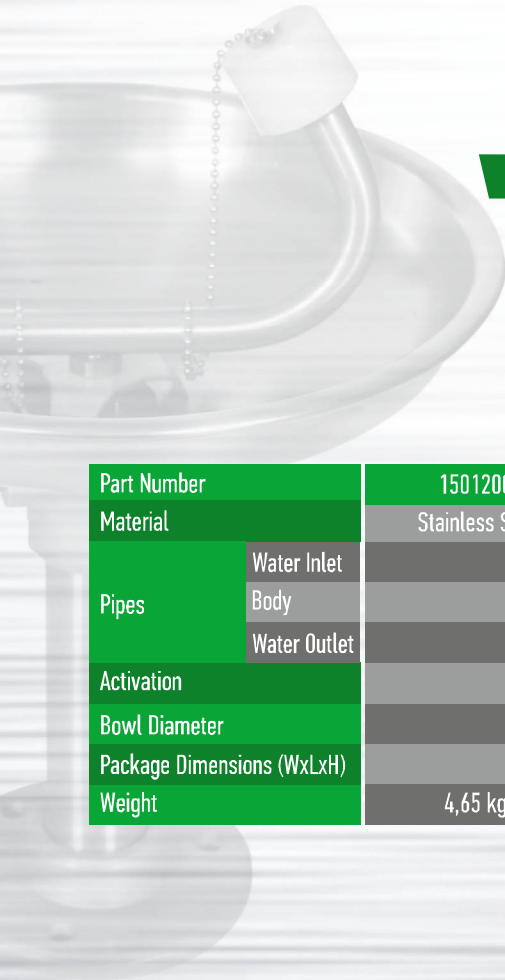 Part Number
Material Stainless
Pipes Water Inlet
Body
Water Outlet
Activation
Bowl Diameter
Package Dimensions (WxLxH)
Weight 4,65 kg